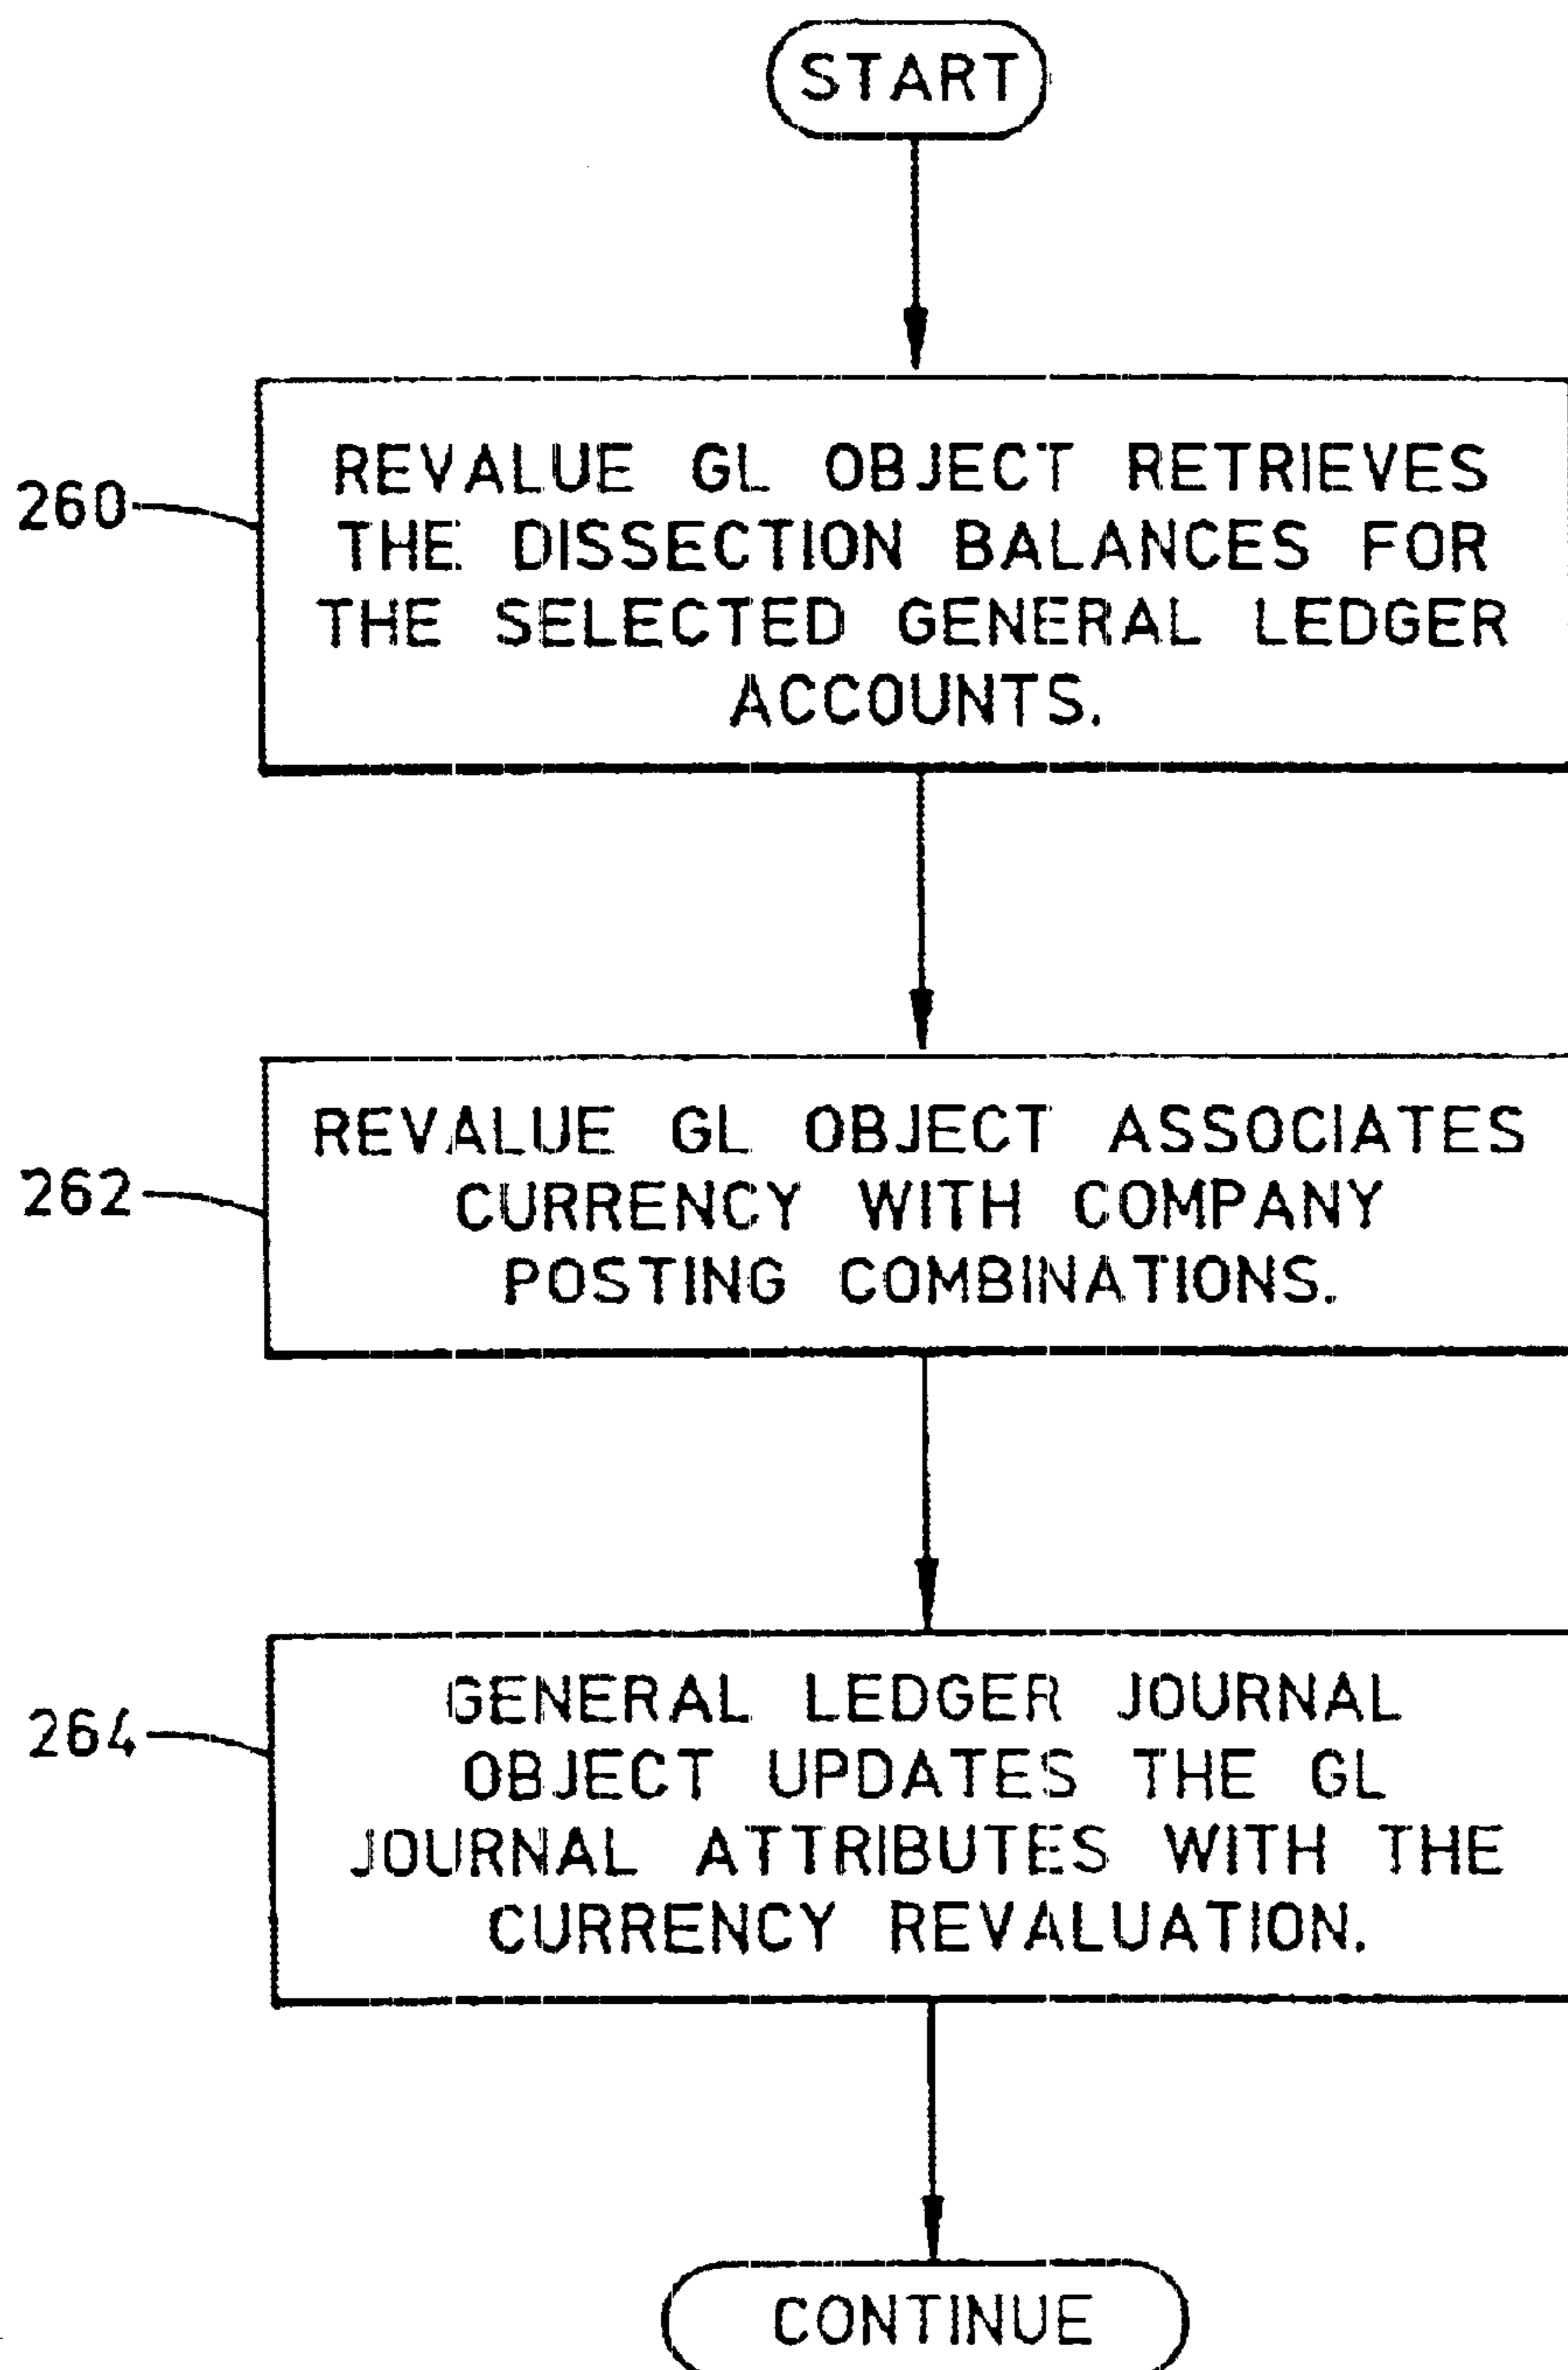 START
260
REVALUE GL OBJECT RETRIEVES
THE DISSECTION BALANCES FOR
THE SELECTED GENERAL LEDGER
ACCOUNTS.
262
REVALUE GL OBJECT ASSOCIATES
CURRENCY WITH COMPANY
POSTING COMBINATIONS.
264
GENERAL LEDGER JOURNAL
OBJECT UPDATES THE GL
JOURNAL ATTRIBUTES WITH THE
CURRENCY REVALUATION.
CONTINUE